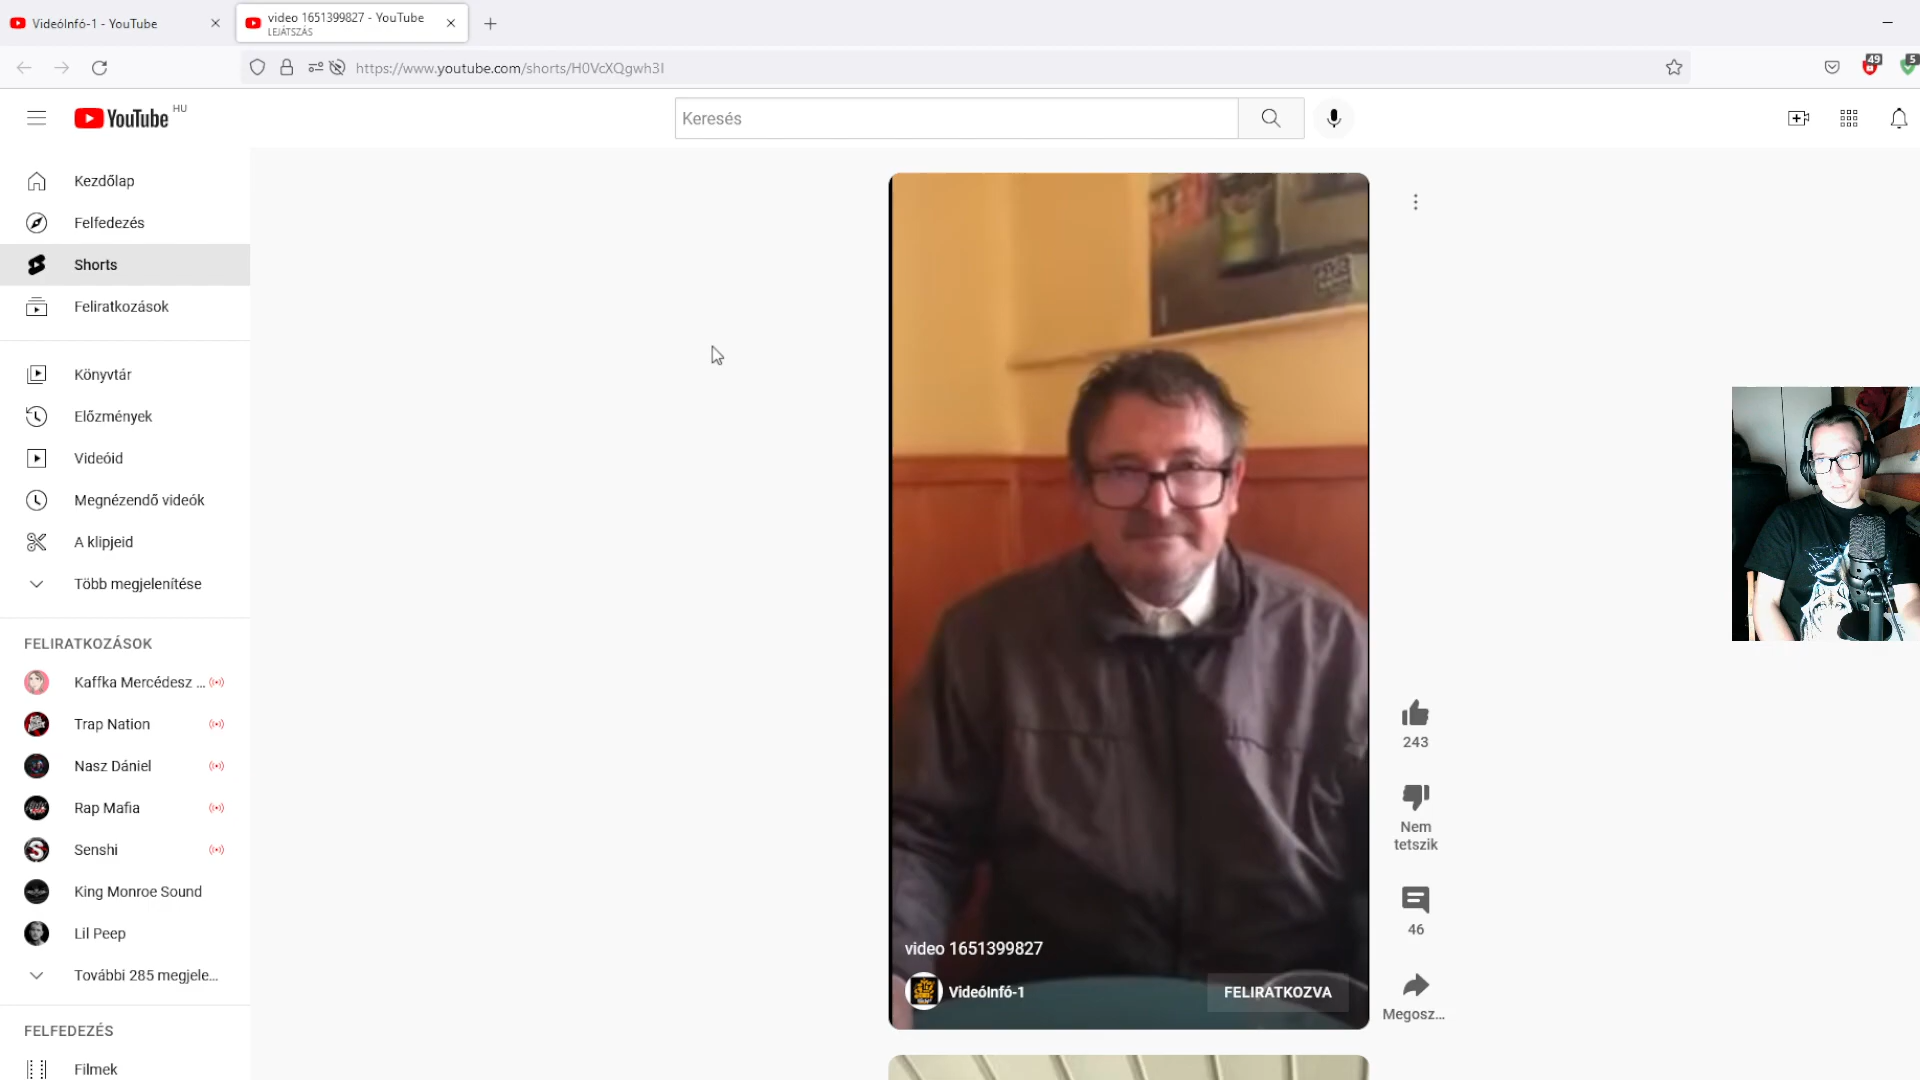 VideóInfó-1 - YouTube
video 1651399827 - YouTube
LEJÁTSZÁS
https://www.youtube.com/shorts/H0VcXQgwh3I
49
5
YouTube HU
Keresés
Kezdőlap
Felfedezés
Shorts
Feliratkozások
Könyvtár
Előzmények
Videóid
Megnézendő videók
A klipjeid
Több megjelenítése
FELIRATKOZÁSOK
Kaffka Mercédesz ...
Trap Nation
Nasz Dániel
Rap Mafia
Senshi
King Monroe Sound
Lil Peep
További 285 megjele...
FELFEDEZÉS
Filmek
243
Nem
tetszik
46
Megosz...
video 1651399827
VideóInfó-1
FELIRATKOZVA